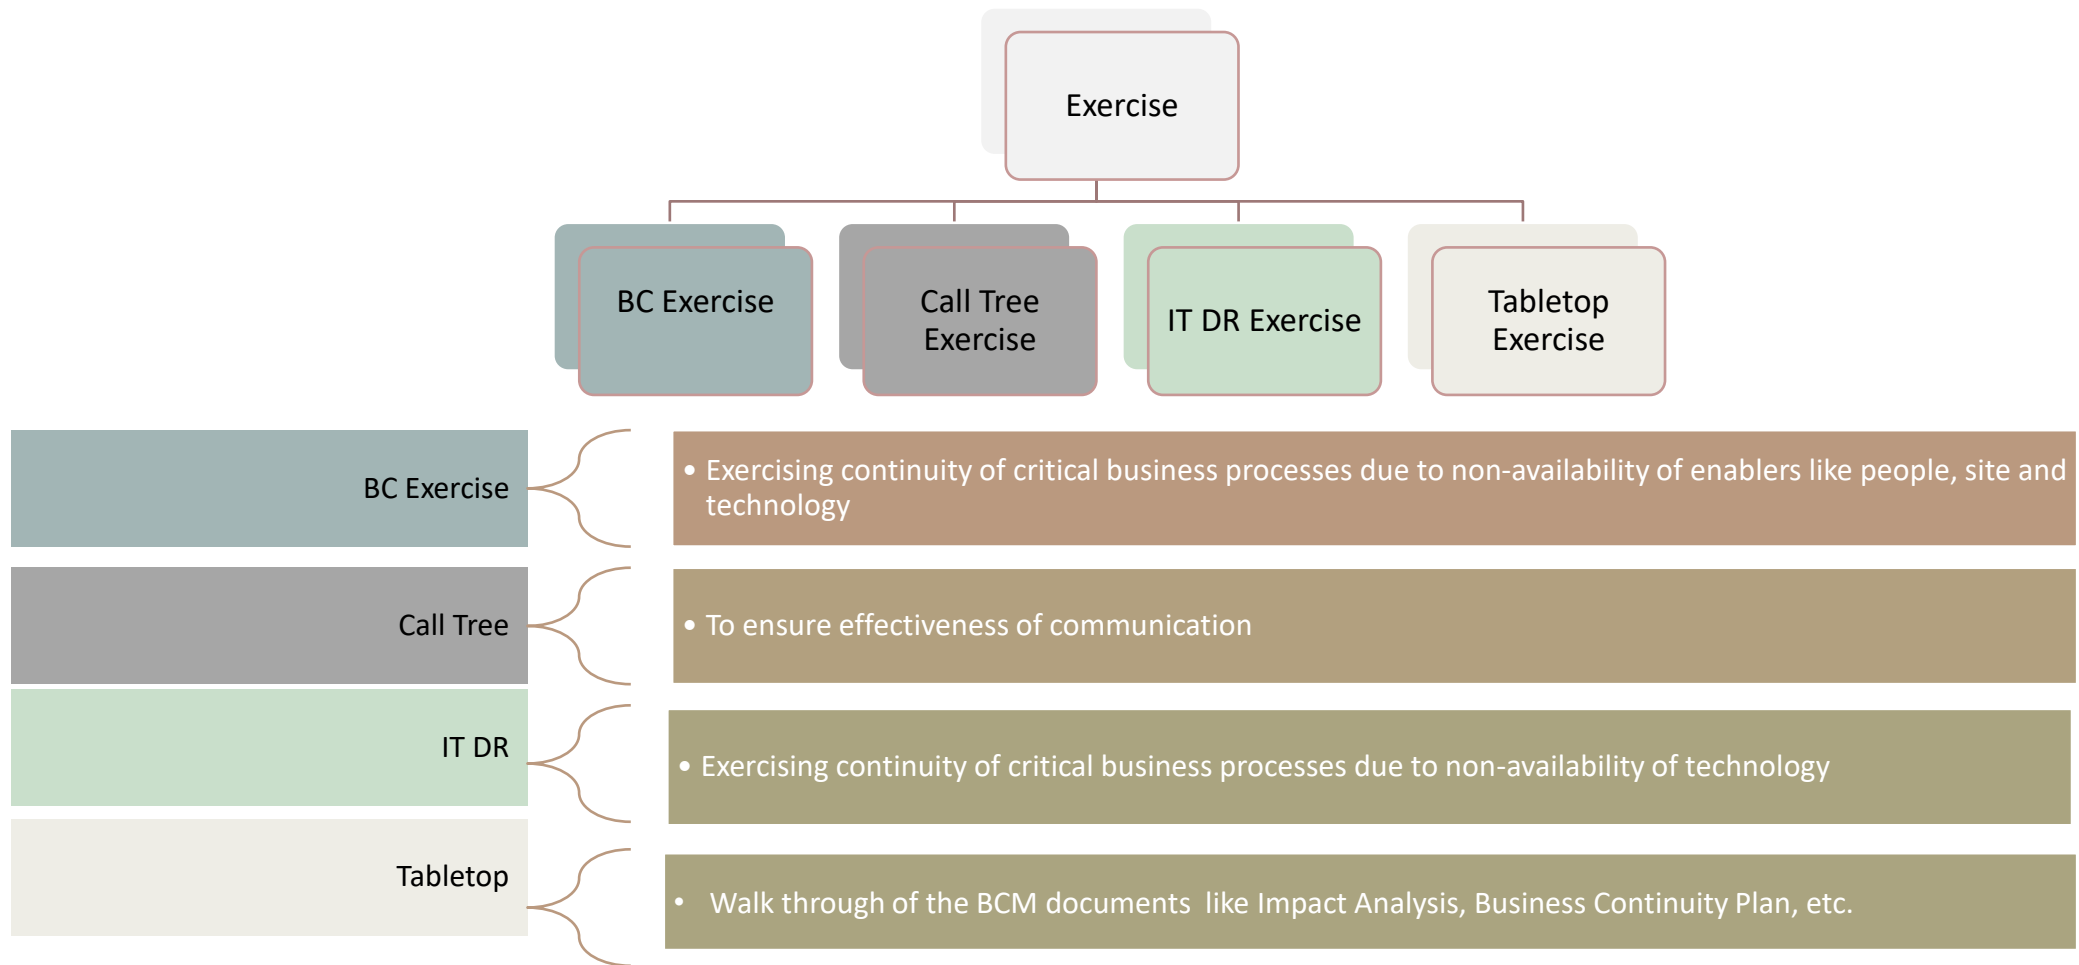 Exercise
BC Exercise
Call Tree
Exercise
IT DR Exercise
Tabletop
Exercise
BC Exercise
• Exercising continuity of critical business processes due to non-availability of enablers like people, site and
technology
Call Tree
• To ensure effectiveness of communication
IT DR
• Exercising continuity of critical business processes due to non-availability of technology
Tabletop
• Walk through of the BCM documents like Impact Analysis, Business Continuity Plan, etc.